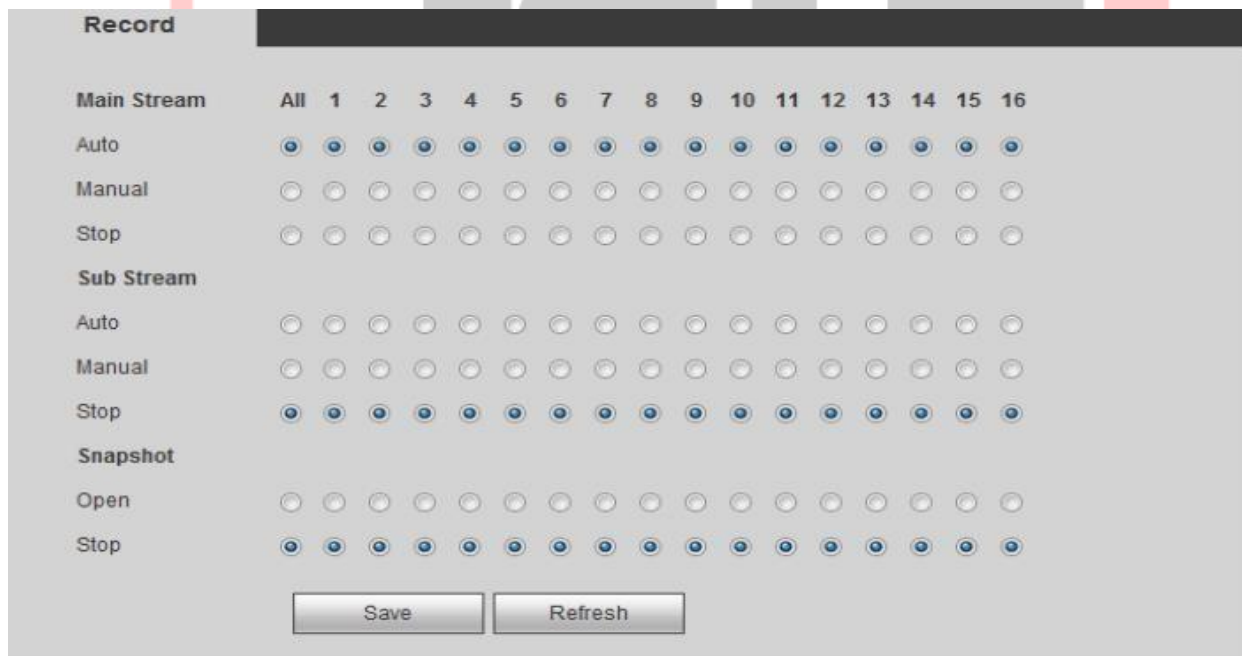 Record
Main Stream All 1 2 3 4 5 6 7 8 9 10 11 12 13 14 15 16
Auto
Manual
Stop
Sub Stream
Auto
Manual
Stop
Snapshot
Open
Stop
Save Refresh